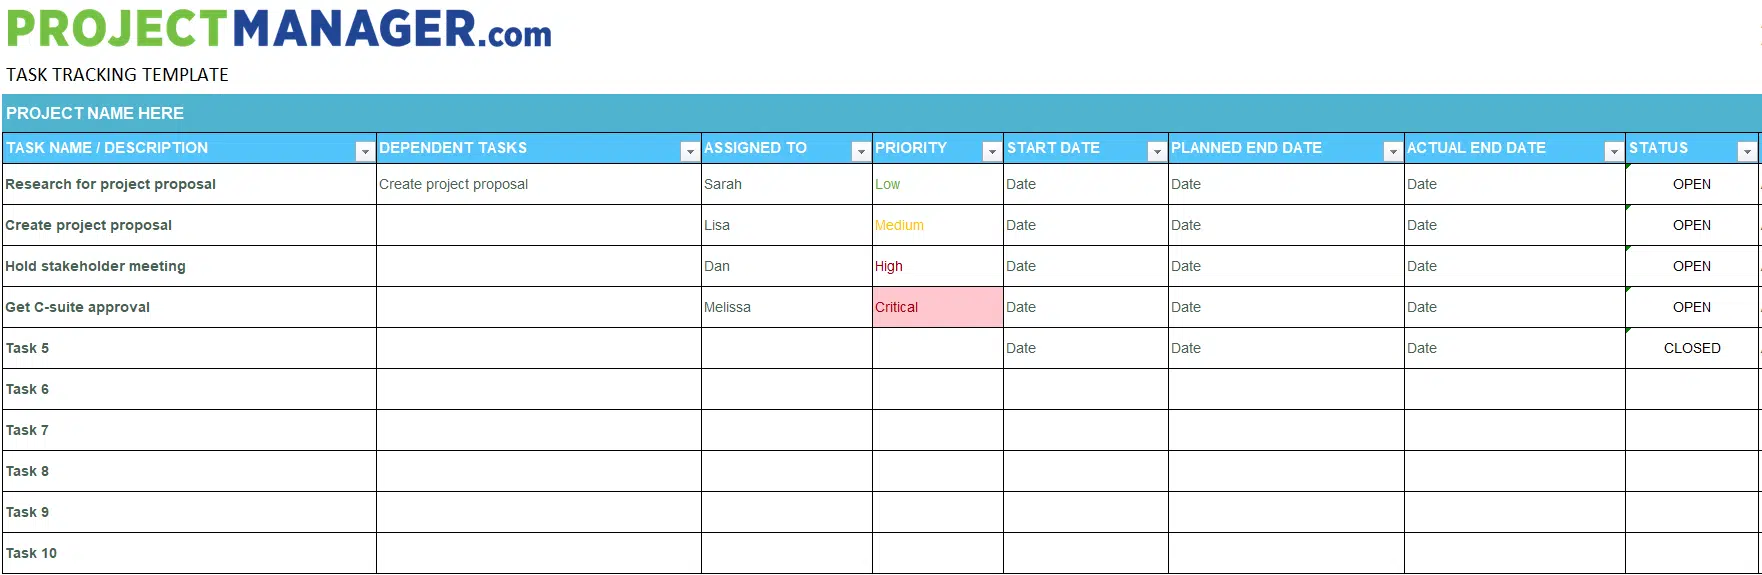 PROJECTMANAGER.com
TASK TRACKING TEMPLATE
PROJECT NAME HERE
TASK NAME / DESCRIPTION DEPENDENT TASKS ASSIGNED TO PRIORITY START DATE PLANNED END DATE ACTUAL END DATE STATUS
Research for project proposal Create project proposal Sarah Low Date Date Date OPEN
Create project proposal Lisa Medium Date Date Date OPEN
Hold stakeholder meeting Dan High Date Date Date OPEN
Get C-suite approval Melissa Critical Date Date Date OPEN
Task 5 Date Date Date CLOSED
Task 6
Task 7
Task 8
Task 9
Task 10